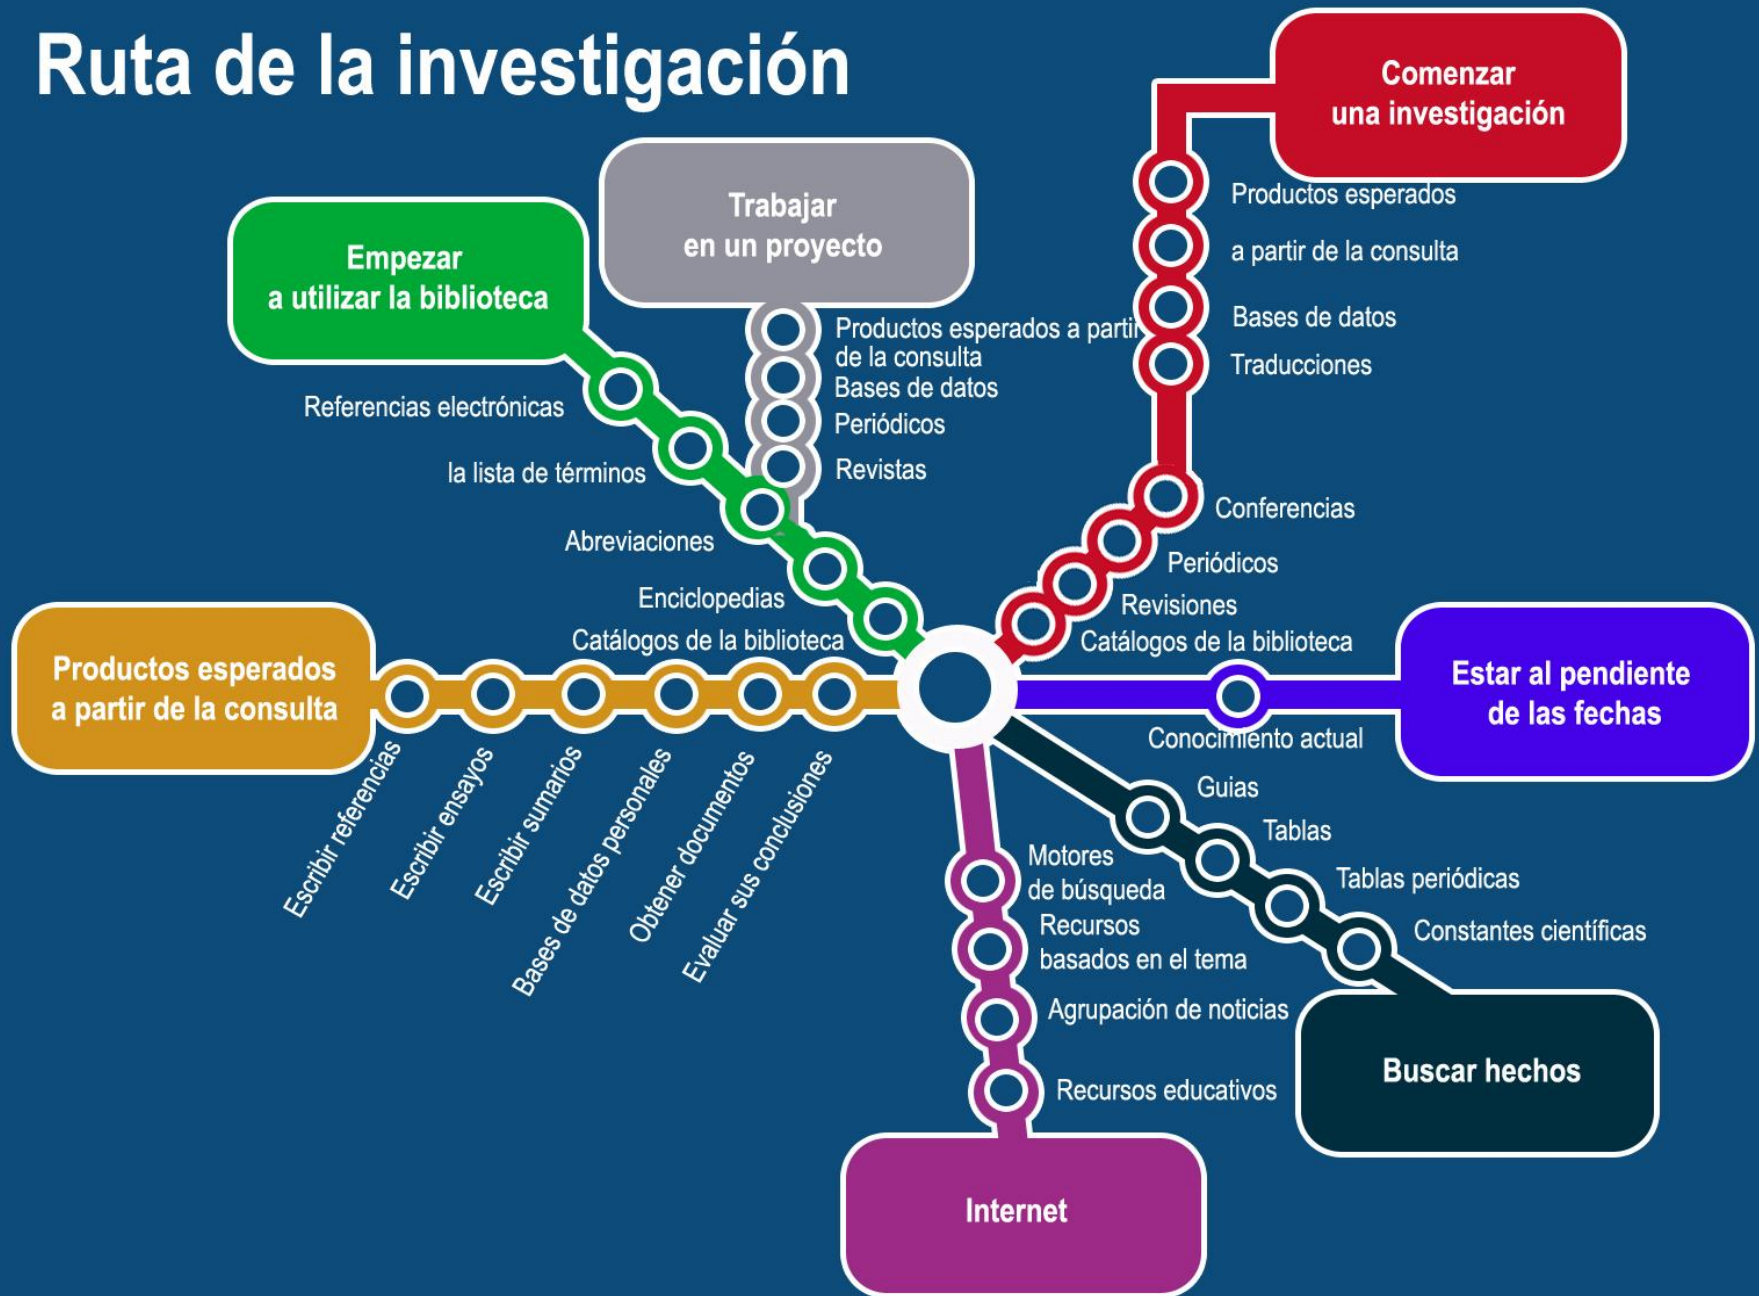 Ruta de la investigación
Comenzar
una investigación
Productos esperados
a partir de la consulta
Bases de datos
Traducciones
Conferencias
Periódicos
Revisiones
Catálogos de la biblioteca
Trabajar
en un proyecto
Productos esperados a partir
de la consulta
Bases de datos
Periódicos
Revistas
Empezar
a utilizar la biblioteca
Referencias electrónicas
la lista de términos
Abreviaciones
Enciclopedias
Catálogos de la biblioteca
Productos esperados
a partir de la consulta
Escribir referencias
Escribir ensayos
Escribir sumarios
Bases de datos personales
Obtener documentos
Evaluar sus conclusiones
Estar al pendiente
de las fechas
Conocimiento actual
Guias
Tablas
Tablas periódicas
Constantes científicas
Buscar hechos
Motores
de búsqueda
Recursos
basados en el tema
Agrupación de noticias
Recursos educativos
Internet